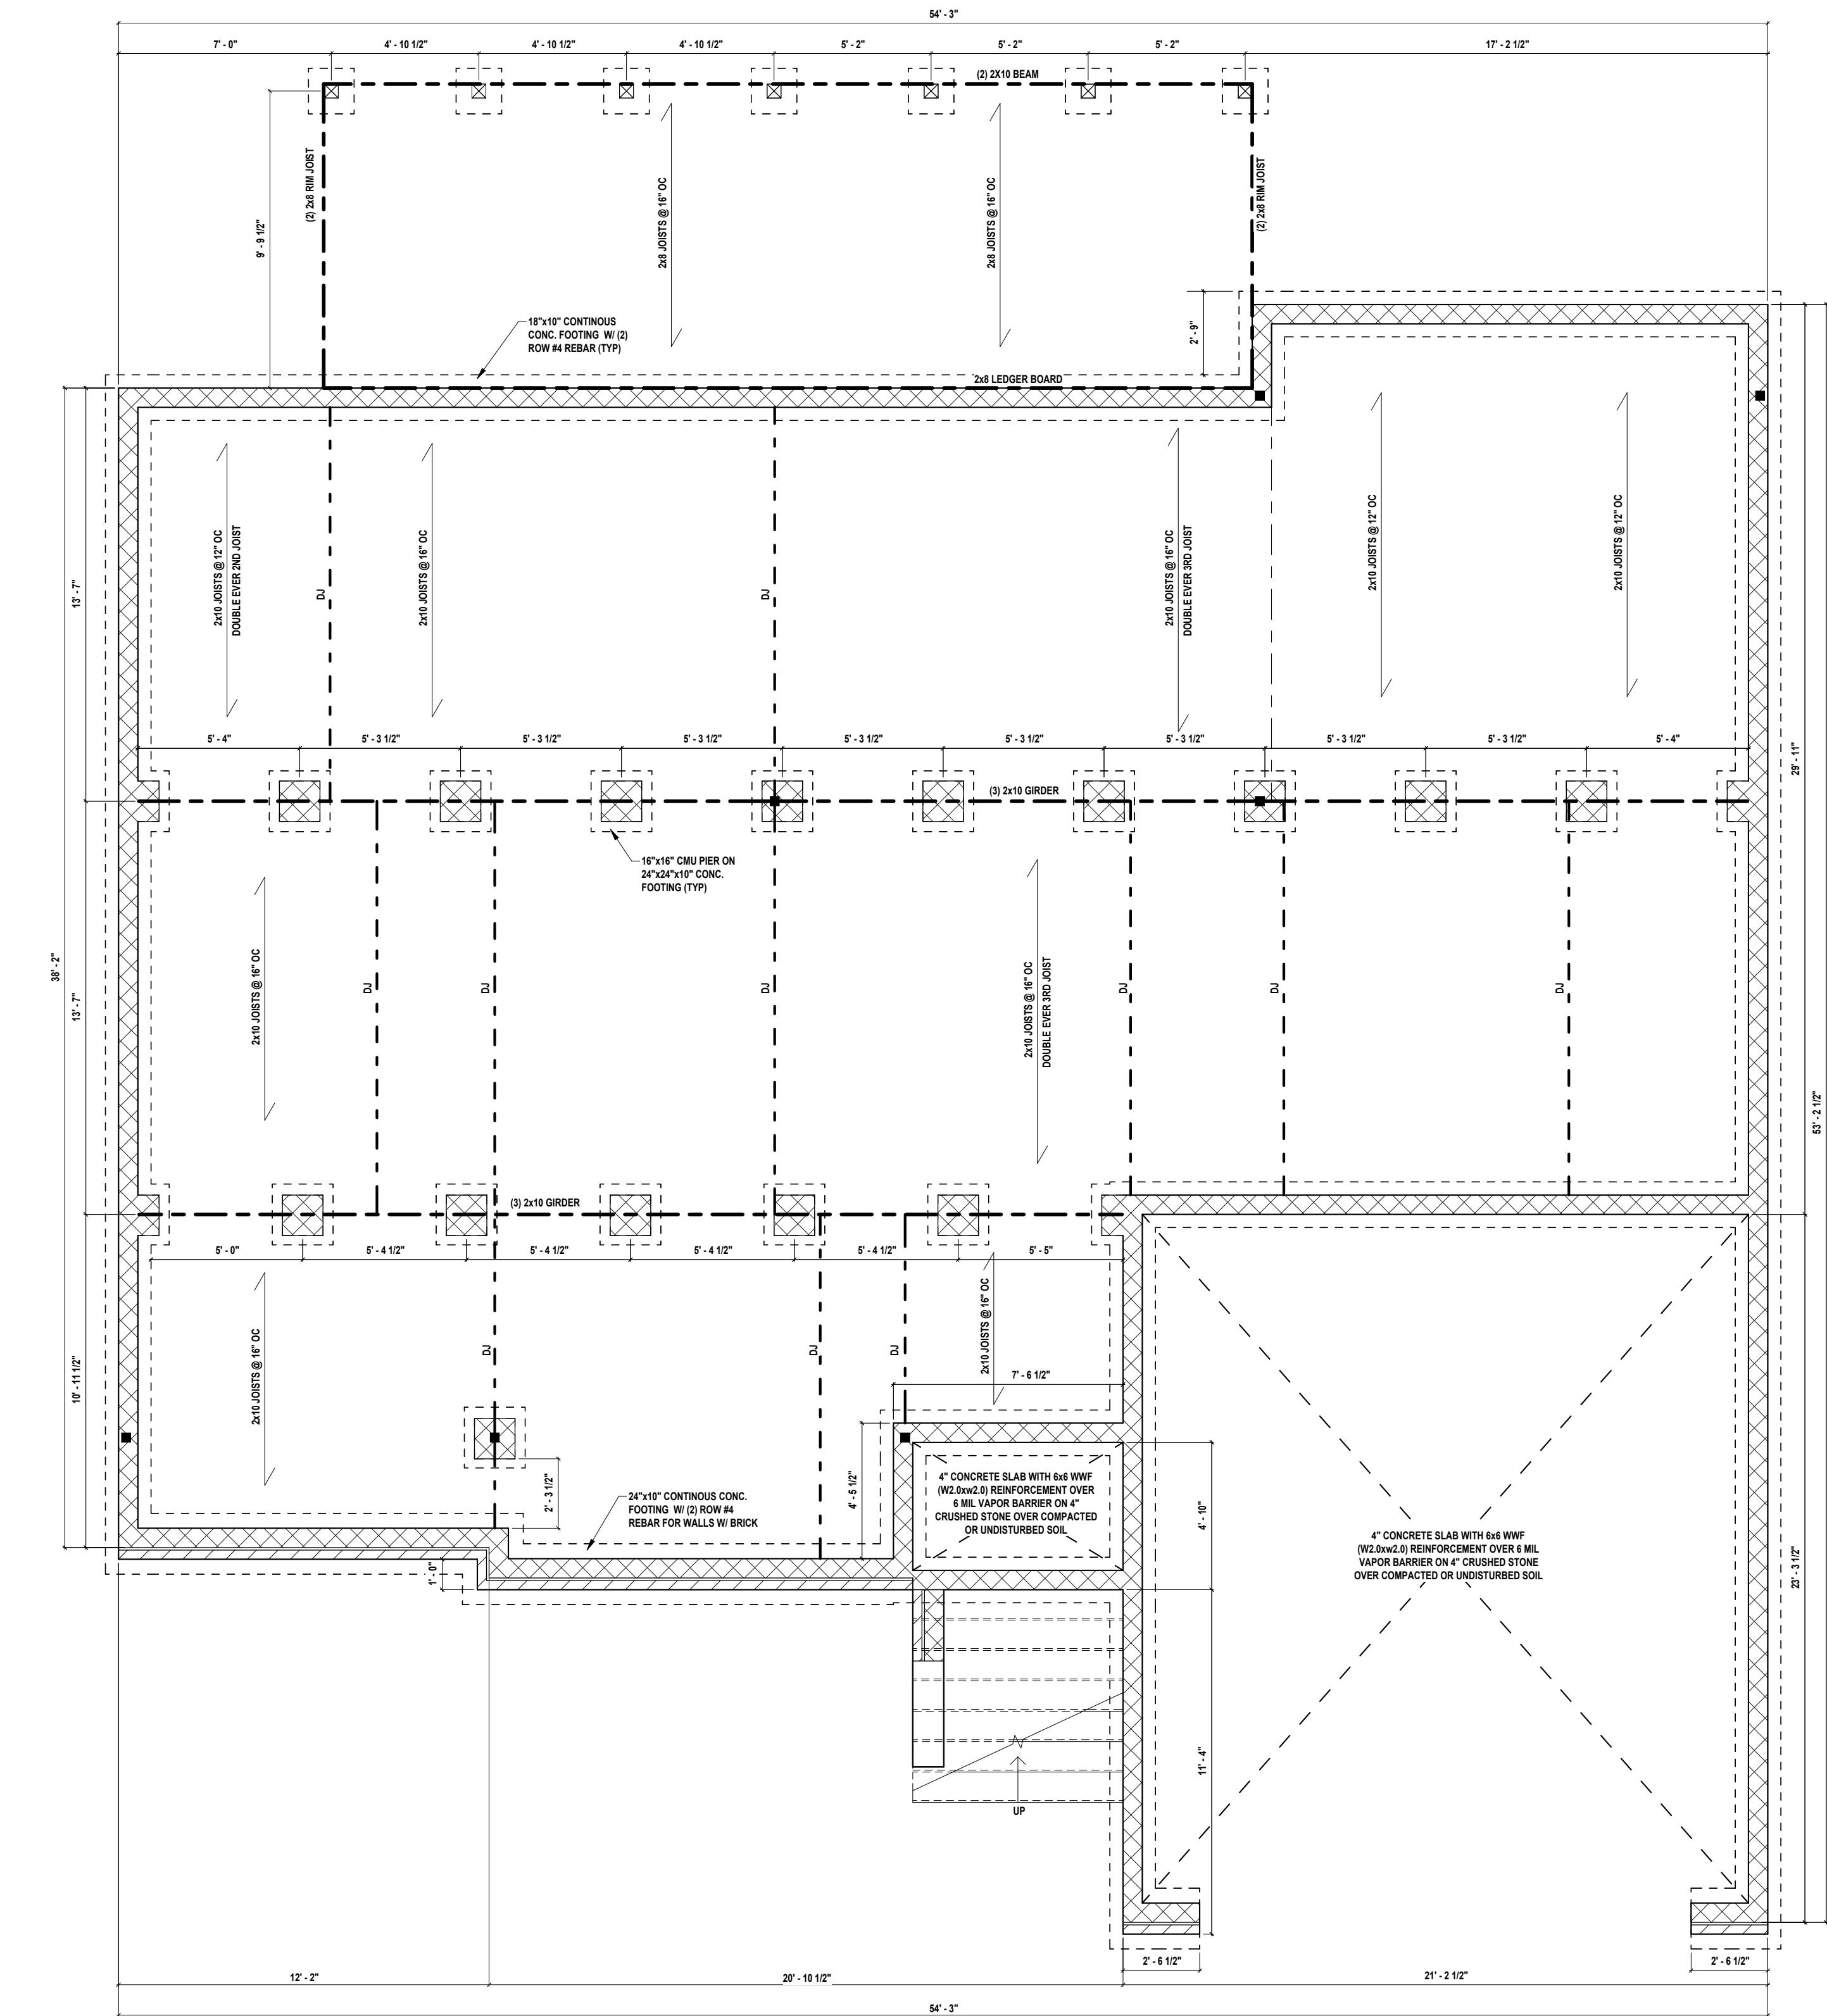 54' - 3"
7' - 0"
4' - 10 1/2"
4' - 10 1/2"
4' - 10 1/2"
5' - 2"
5' - 2"
5' - 2"
17' - 2 1/2"
(2) 2X10 BEAM
(2) 2x8 RIM JOIST
(2) 2x8 RIM JOIST
9' - 9 1/2"
2x8 JOISTS @ 16" OC
2x8 JOISTS @ 16" OC
18"x10" CONTINOUS
CONC. FOOTING W/ (2)
ROW #4 REBAR (TYP)
2' - 9"
2x8 LEDGER BOARD
13' - 7"
2x10 JOISTS @ 12" OC
DOUBLE EVER 2ND JOIST
DJ
2x10 JOISTS @ 16" OC
DJ
2x10 JOISTS @ 16" OC
DOUBLE EVER 3RD JOIST
2x10 JOISTS @ 12" OC
2x10 JOISTS @ 12" OC
5' - 4"
5' - 3 1/2"
5' - 3 1/2"
5' - 3 1/2"
5' - 3 1/2"
5' - 3 1/2"
5' - 3 1/2"
5' - 3 1/2"
5' - 3 1/2"
5' - 4"
29' - 11"
(3) 2x10 GIRDER
16"x16" CMU PIER ON
24"x24"x10" CONC.
FOOTING (TYP)
38' - 2"
13' - 7"
2x10 JOISTS @ 16" OC
DJ
DJ
DJ
2x10 JOISTS @ 16" OC
DOUBLE EVER 3RD JOIST
DJ
DJ
DJ
53' - 2 1/2"
(3) 2x10 GIRDER
5' - 0"
5' - 4 1/2"
5' - 4 1/2"
5' - 4 1/2"
5' - 4 1/2"
5' - 5"
10' - 11 1/2"
2x10 JOISTS @ 16" OC
DJ
DJ
DJ
2x10 JOISTS @ 16" OC
7' - 6 1/2"
2' - 3 1/2"
4' - 5 1/2"
24"x10" CONTINOUS CONC.
FOOTING W/ (2) ROW #4
REBAR FOR WALLS W/ BRICK
4" CONCRETE SLAB WITH 6x6 WWF
(W2.0xw2.0) REINFORCEMENT OVER
6 MIL VAPOR BARRIER ON 4"
CRUSHED STONE OVER COMPACTED
OR UNDISTURBED SOIL
4' - 10"
4" CONCRETE SLAB WITH 6x6 WWF
(W2.0xw2.0) REINFORCEMENT OVER 6 MIL
VAPOR BARRIER ON 4" CRUSHED STONE
OVER COMPACTED OR UNDISTURBED SOIL
23' - 3 1/2"
1' - 0"
11' - 4"
UP
2' - 6 1/2"
2' - 6 1/2"
12' - 2"
20' - 10 1/2"
21' - 2 1/2"
54' - 3"